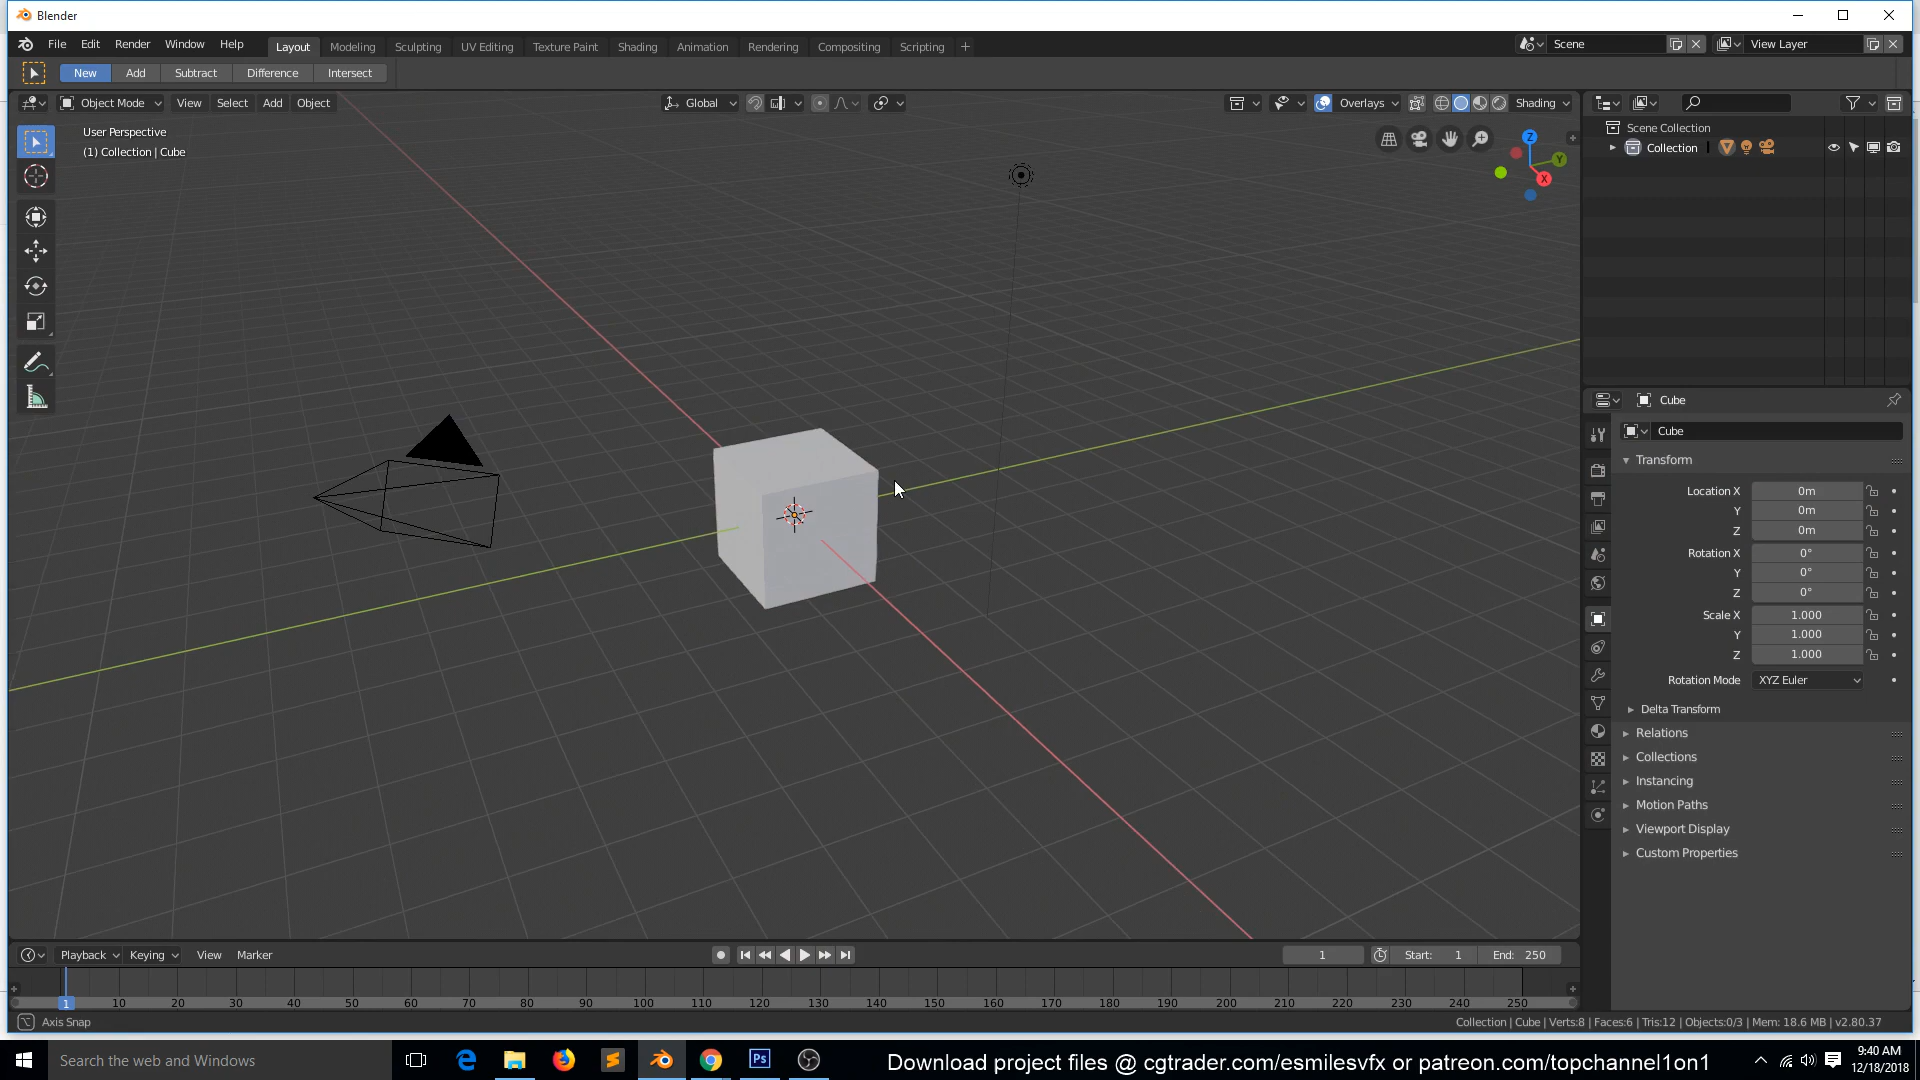 Blender
File Edit Render Window Help Layout Modeling Sculpting UV Editing Texture Paint Shading Animation Rendering Compositing Scripting + Scene View Layer
New Add Subtract Difference Intersect
Object Mode View Select Add Object Global Overlays Shading
User Perspective
(1) Collection | Cube
Z
Y
X
Scene Collection
Collection
Cube
Cube
Transform
Location X 0m
Y 0m
Z 0m
Rotation X 0°
Y 0°
Z 0°
Scale X 1.000
Y 1.000
Z 1.000
Rotation Mode XYZ Euler
Delta Transform
Relations
Collections
Instancing
Motion Paths
Viewport Display
Custom Properties
Playback Keying View Marker 1 Start: 1 End: 250
1 10 20 30 40 50 60 70 80 90 100 110 120 130 140 150 160 170 180 190 200 210 220 230 240 250
Axis Snap
Collection | Cube | Verts:8 | Faces:6 | Tris:12 | Objects:0/3 | Mem: 18.6 MB | v2.80.37
Search the web and Windows
Ps
Download project files @ cgtrader.com/esmilesvfx or patreon.com/topchannel1on1
9:40 AM
12/18/2018